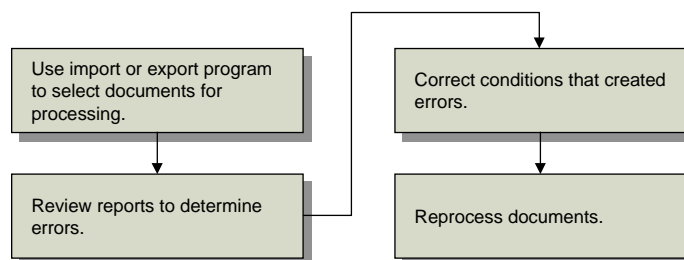 Use import or export program
to select documents for
processing.
Review reports to determine
errors.
Correct conditions that created
errors.
Reprocess documents.